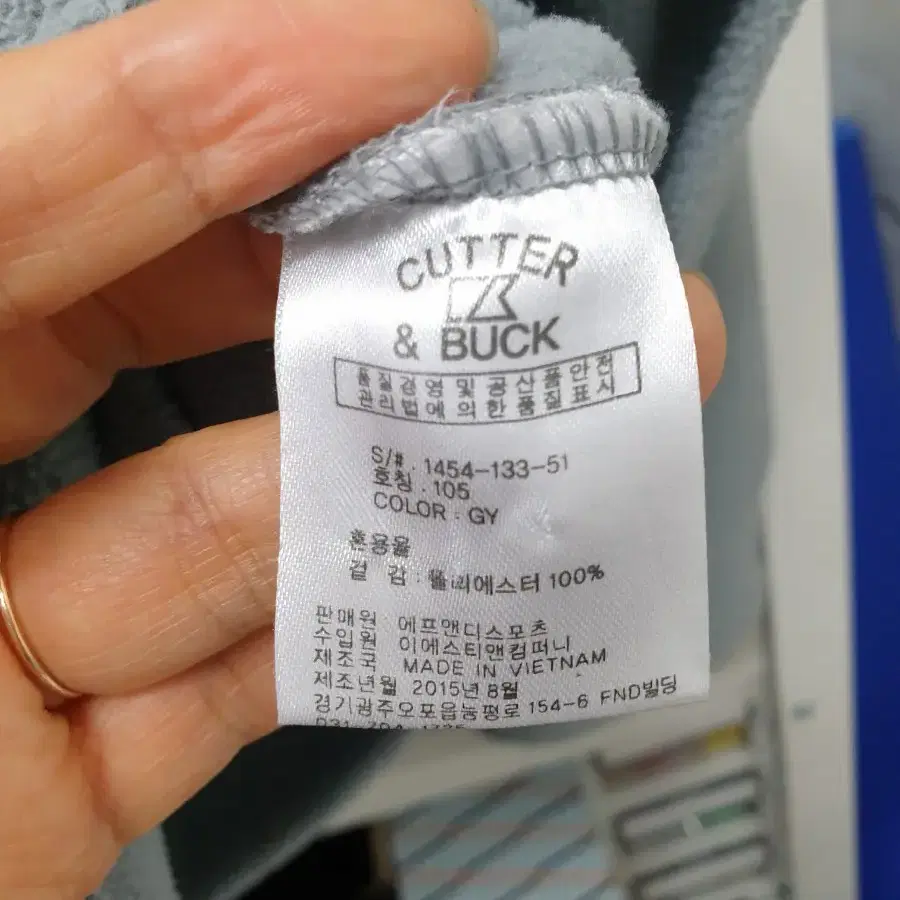 CUTTER
& BUCK
품질경영및공산품안전
관리법에의한품질표시
S/#. 1454-133-51
호칭. 105
COLOR : GY
혼용율
겉 감 : 폴리에스터 100%
판매원 에프앤디스포츠
수입원 이에스티앤컴퍼니
제조국 MADE IN VIETNAM
제조년월 2015년 8월
경기광주오포읍능평로 154-6 FND빌딩